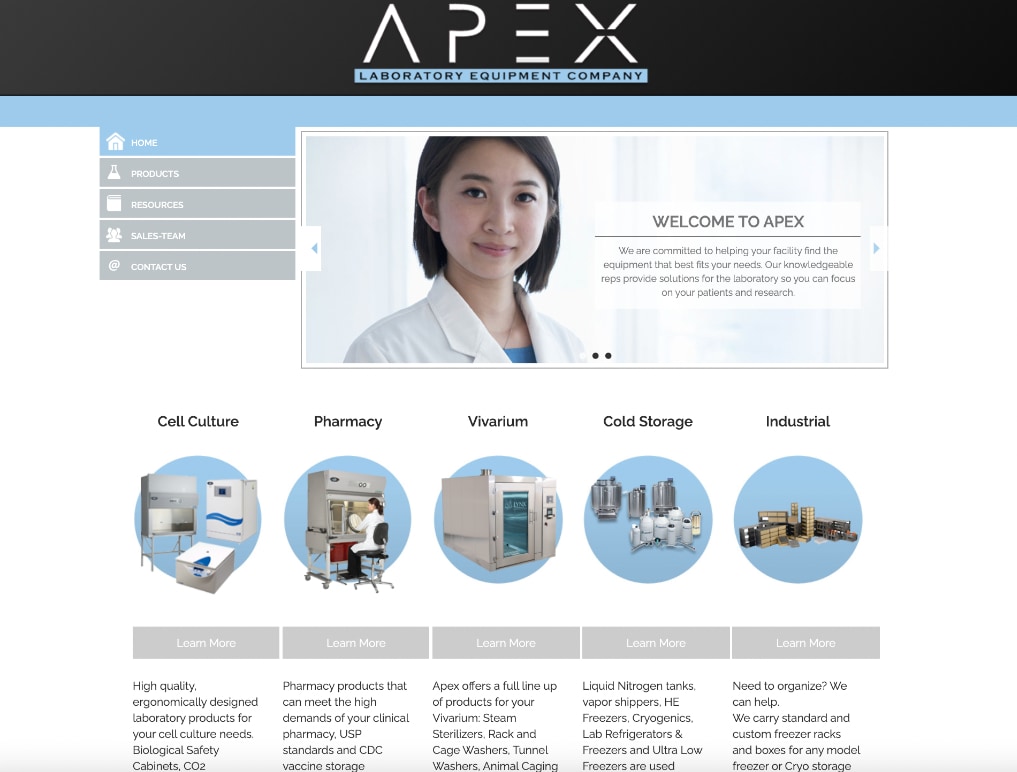 APEX
LABORATORY EQUIPMENT COMPANY
HOME
PRODUCTS
RESOURCES
SALES-TEAM
@ CONTACT US
WELCOME TO APEX
We are committed to helping your facility find the
equipment that best fits your needs. Our knowledgeable
reps provide solutions for the laboratory so you can focus
on your patients and research.
Cell Culture
Pharmacy
Vivarium
Cold Storage
Industrial
LYNX
Learn More
Learn More
Learn More
Learn More
Learn More
High quality,
ergonomically designed
laboratory products for
your cell culture needs.
Biological Safety
Cabinets, CO2
Pharmacy products that
can meet the high
demands of your clinical
pharmacy, USP
standards and CDC
vaccine storage
Apex offers a full line up
of products for your
Vivarium: Steam
Sterilizers, Rack and
Cage Washers, Tunnel
Washers, Animal Caging
Liquid Nitrogen tanks,
vapor shippers, HE
Freezers, Cryogenics,
Lab Refrigerators &
Freezers and Ultra Low
Freezers are used
Need to organize? We
can help.
We carry standard and
custom freezer racks
and boxes for any model
freezer or Cryo storage